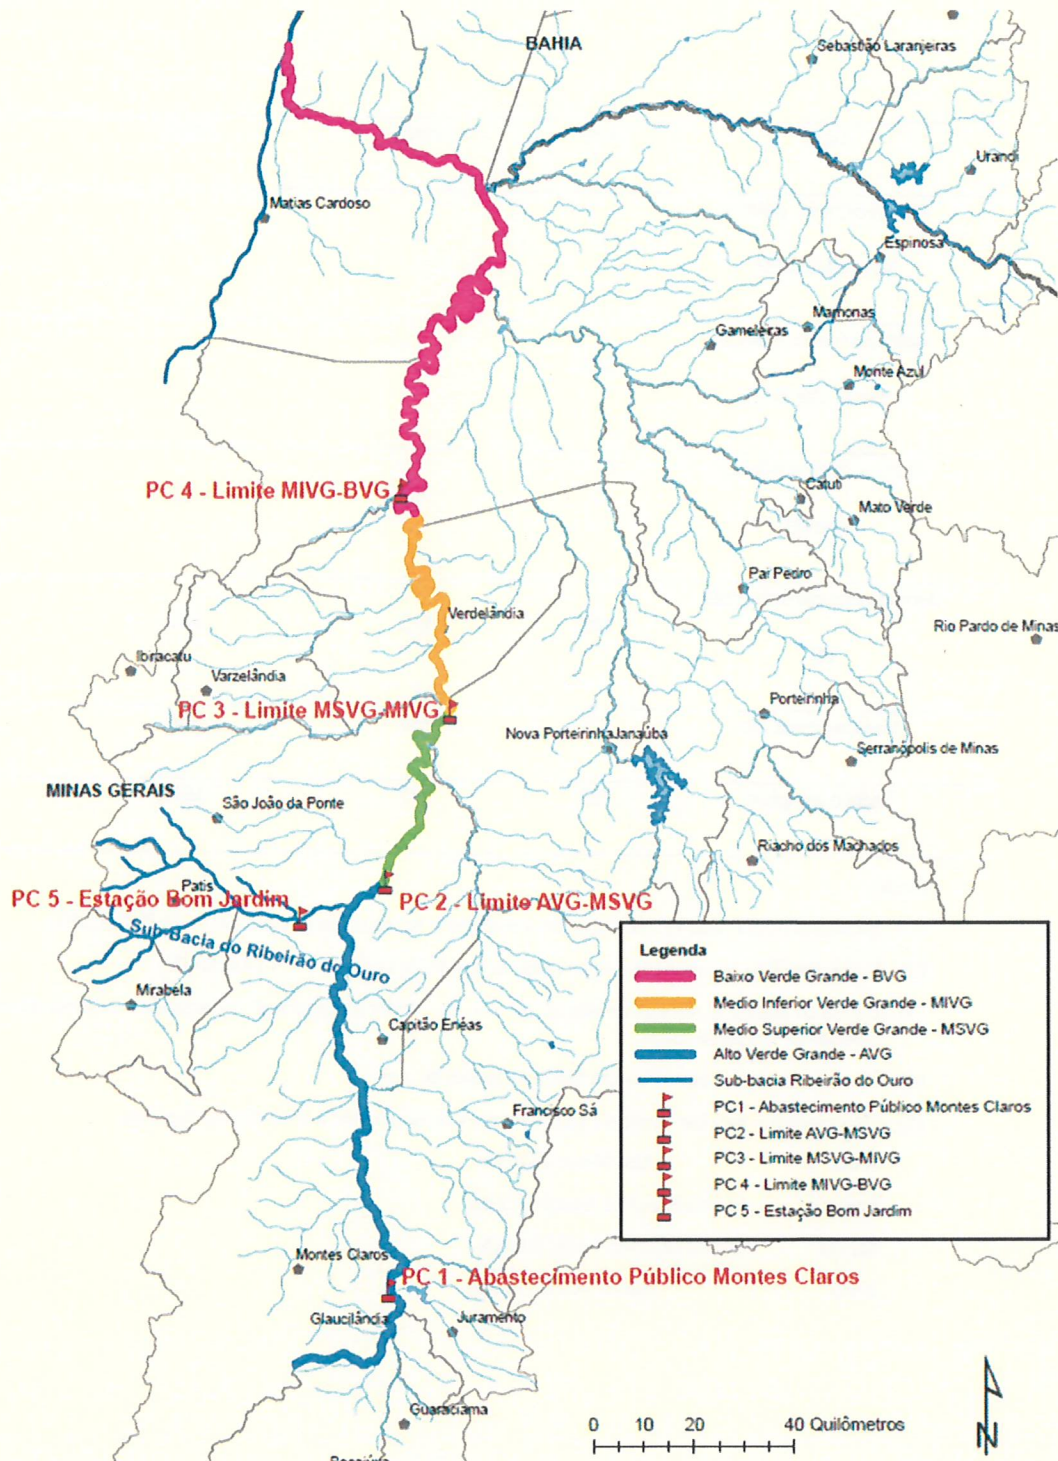 BAHIA
Sebastião Laranjeiras
Urandi
Matias Cardoso
Espinosa
Mamonas
Gameleiras
Monte Azul
PC 4 - Limite MIVG-BVG
Catuti
Mato Verde
Pai Pedro
Verdelândia
Rio Pardo de Minas
Ibiracatu
Varzelândia
PC 3 - Limite MSVG-MIVG
Porteirinha
Nova Porteirinha
Janaúba
Serranópolis de Minas
MINAS GERAIS
São João da Ponte
Riacho dos Machados
Patis
PC 5 - Estação Bom Jardim
PC 2 - Limite AVG-MSVG
Sub-Bacia do Ribeirão do Ouro
Mirabela
Capitão Enéas
Francisco Sá
Legenda
Baixo Verde Grande - BVG
Medio Inferior Verde Grande - MIVG
Medio Superior Verde Grande - MSVG
Alto Verde Grande - AVG
Sub-bacia Ribeirão do Ouro
PC1 - Abastecimento Público Montes Claros
PC2 - Limite AVG-MSVG
PC3 - Limite MSVG-MIVG
PC 4 - Limite MIVG-BVG
PC 5 - Estação Bom Jardim
Montes Claros
PC 1 - Abastecimento Público Montes Claros
Glaucilândia
Juramento
Guaraciama
0 10 20 40 Quilômetros
N